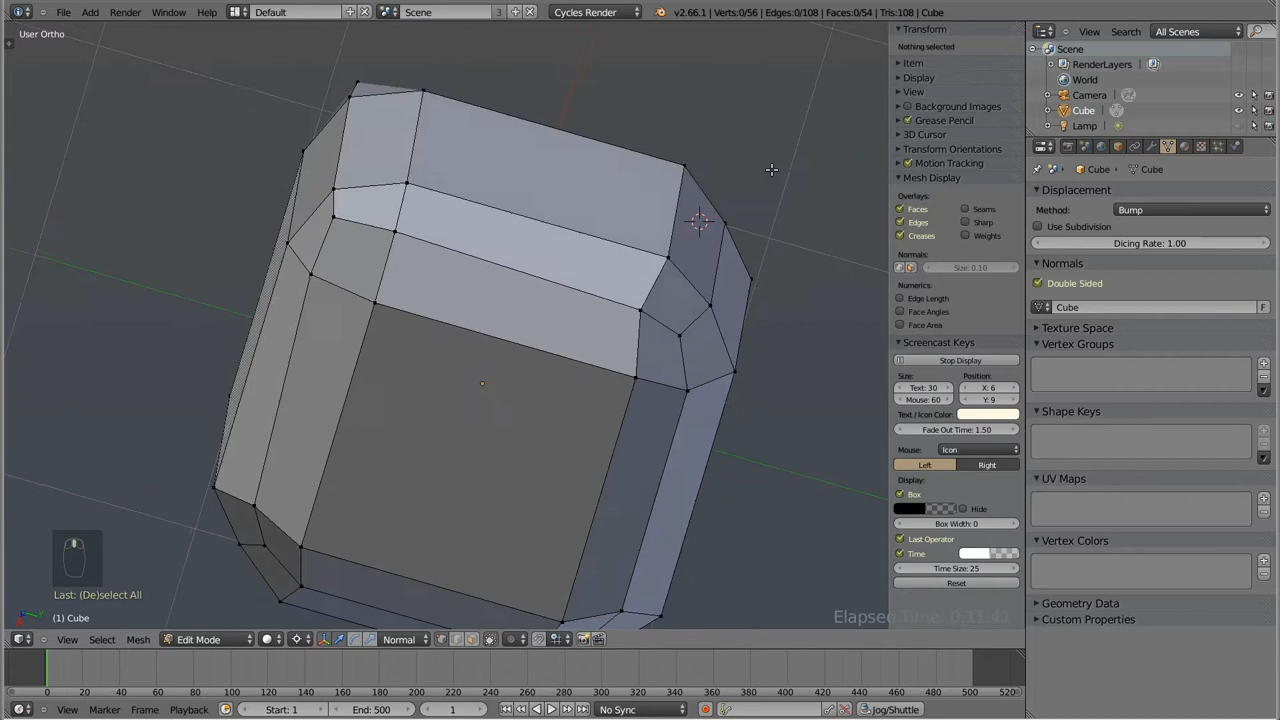 File Add Render Window Help Default Scene 3 Cycles Render v2.66.1 | Verts:0/56 | Edges:0/108 | Faces:0/54 | Tris:108 | Cube
User Ortho
Last: (De)select All
(1) Cube
Elapsed Time: 0:11:41
View Select Mesh Edit Mode Normal
0 20 40 60 80 100 120 140 160 180 200 220 240 260 280 300 320 340 360 380 400 420 440 460 480 500 520
View Marker Frame Playback Start: 1 End: 500 1 No Sync Jog/Shuttle
Transform
Nothing selected
Item
Display
View
Background Images
Grease Pencil
3D Cursor
Transform Orientations
Motion Tracking
Mesh Display
Overlays:
Faces Seams
Edges Sharp
Creases Weights
Normals:
Size: 0.10
Numerics:
Edge Length
Face Angles
Face Area
Screencast Keys
Stop Display
Size: Position:
Text: 30 X: 6
Mouse: 60 Y: 9
Text / Icon Color:
Fade Out Time: 1.50
Mouse: Icon
Left Right
Display:
Box
Hide
Box Width: 0
Last Operator
Time
Time Size: 25
Reset
View Search All Scenes
Scene
RenderLayers
World
Camera
Cube
Lamp
Cube Cube
Displacement
Method: Bump
Use Subdivision
Dicing Rate: 1.00
Normals
Double Sided
Cube F
Texture Space
Vertex Groups
Shape Keys
UV Maps
Vertex Colors
Geometry Data
Custom Properties